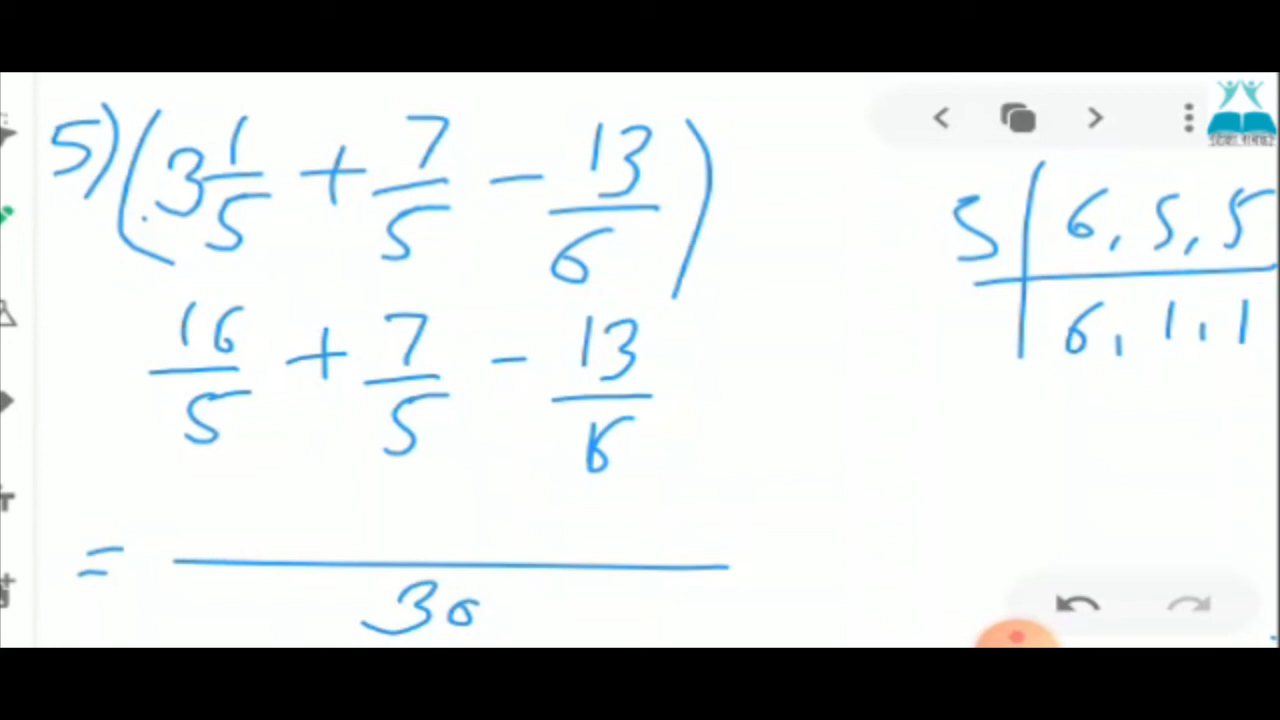 5) (3 1/5 + 7/5 - 13/6)
16/5 + 7/5 - 13/6
= /30
5 | 6, 5, 5
6, 1, 1